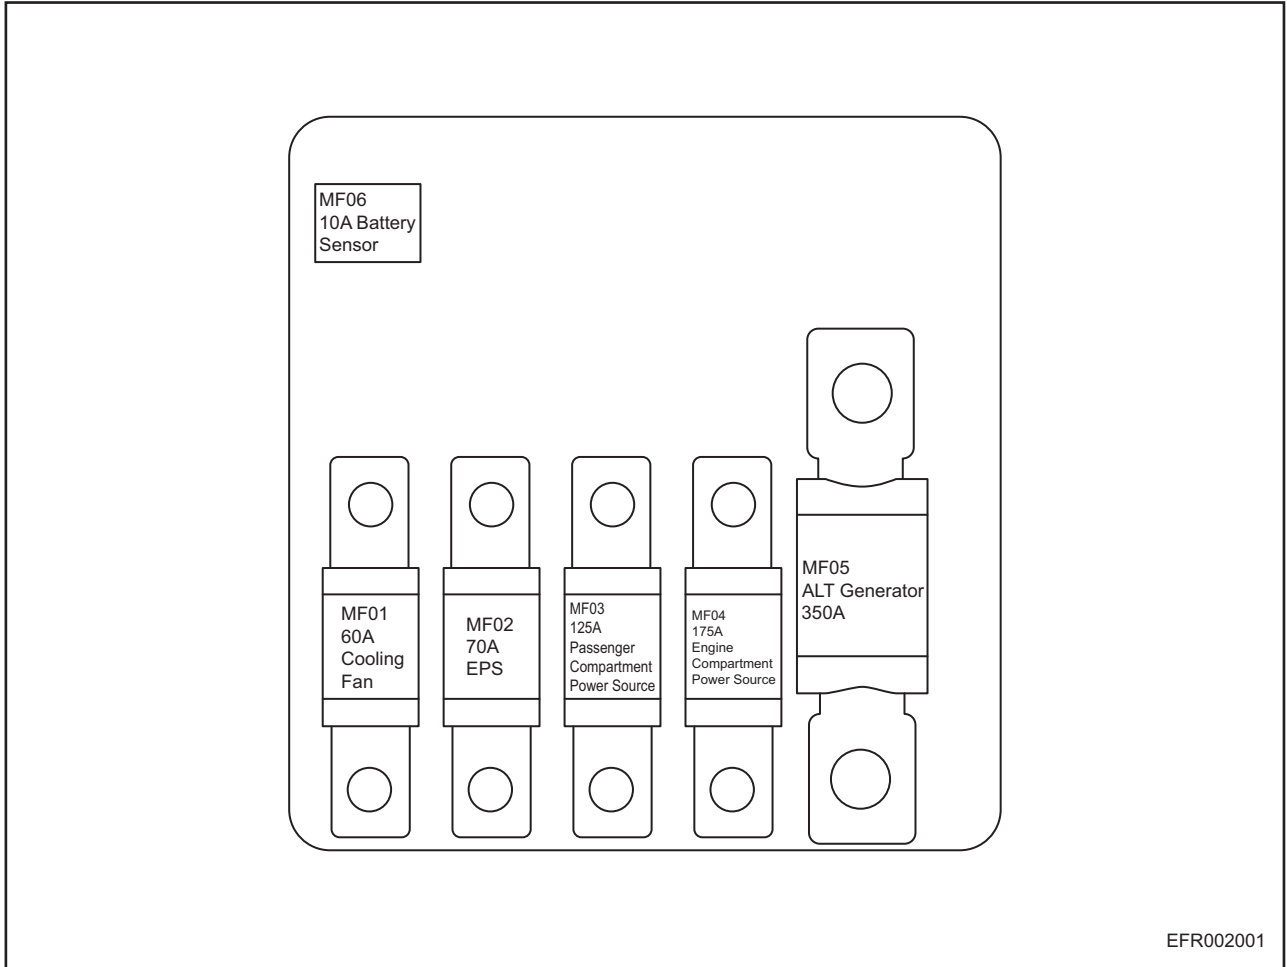 MF06
10A Battery
Sensor
MF01
60A
Cooling
Fan
MF02
70A
EPS
MF03
125A
Passenger
Compartment
Power Source
MF04
175A
Engine
Compartment
Power Source
MF05
ALT Generator
350A
EFR002001